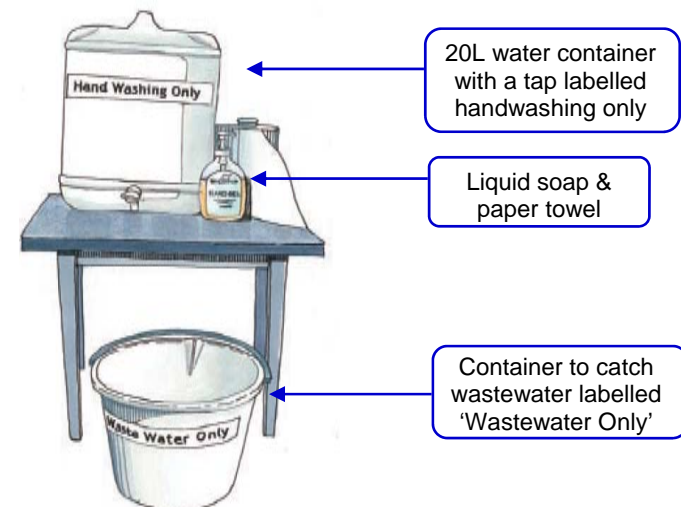 Hand Washing Only
20L water container
with a tap labelled
handwashing only
Liquid soap &
paper towel
Container to catch
wastewater labelled
'Wastewater Only'
Waste Water Only